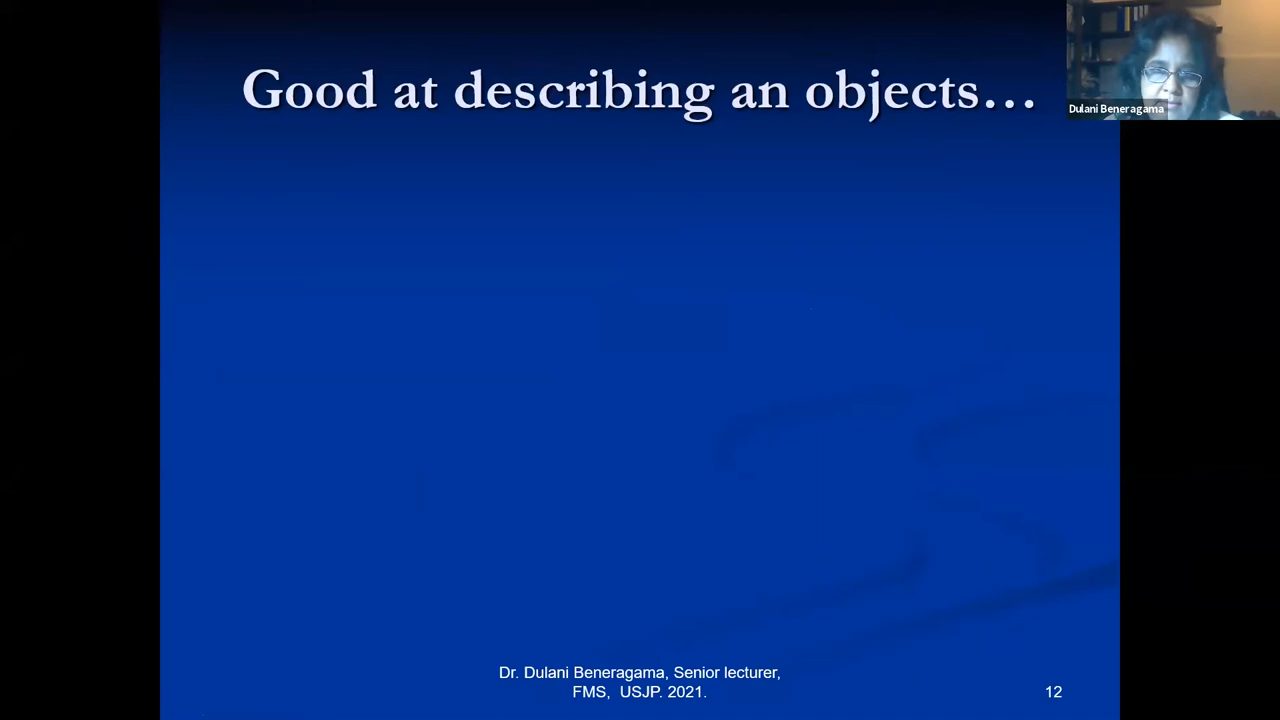 Good at describing an objects…
Dulani Beneragama
Dr. Dulani Beneragama, Senior lecturer,
FMS, USJP. 2021.
12